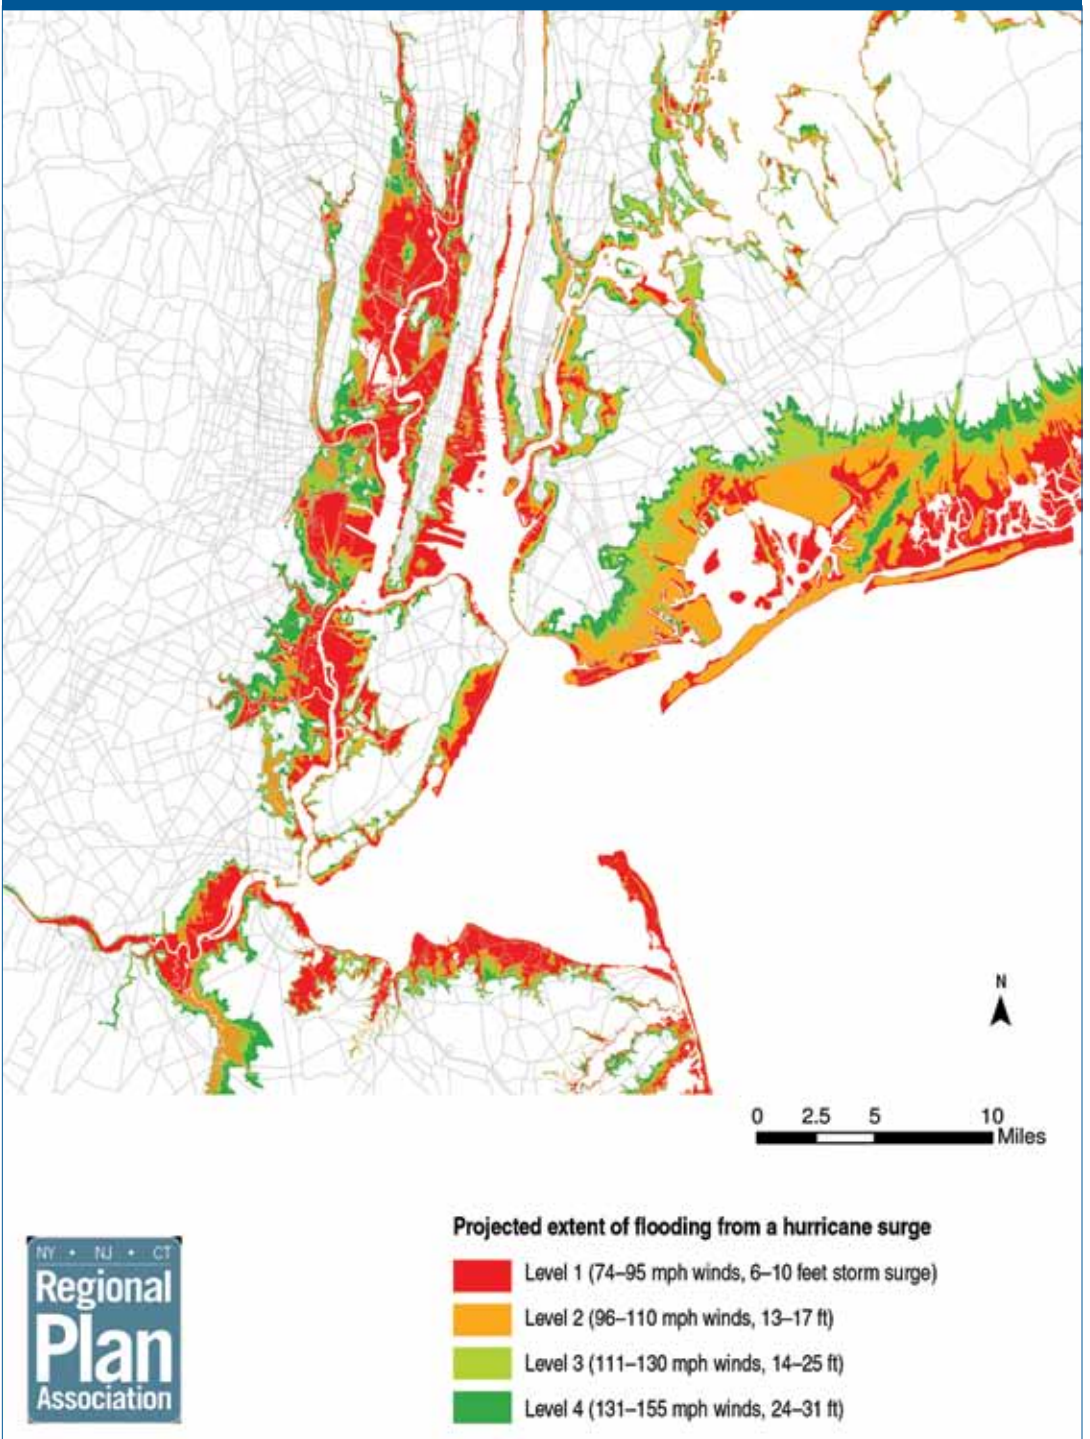 N
0 2.5 5 10
Miles
Projected extent of flooding from a hurricane surge
Level 1 (74–95 mph winds, 6–10 feet storm surge)
Level 2 (96–110 mph winds, 13–17 ft)
Level 3 (111–130 mph winds, 14–25 ft)
Level 4 (131–155 mph winds, 24–31 ft)
NY • NJ • CT
Regional
Plan
Association